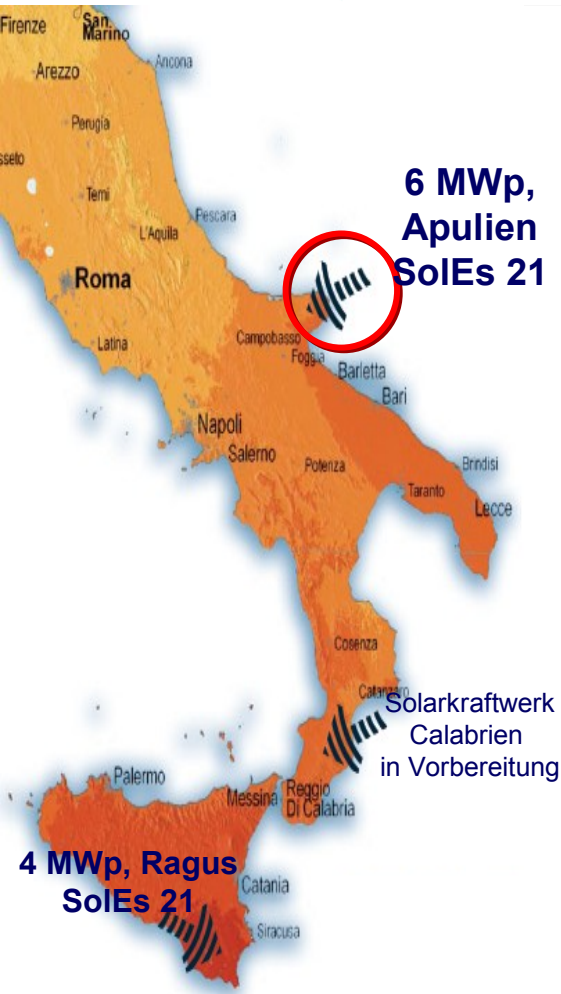 Firenze
San
Marino
Ancona
Arezzo
Perugia
sseto
Terni
Pescara
L'Aquila
6 MWp,
Apulien
SolEs 21
Roma
Latina
Campobasso
Foggia
Barletta
Bari
Napoli
Salerno
Potenza
Brindisi
Taranto
Lecce
Cosenza
Catanzaro
Solarkraftwerk
Calabrien
in Vorbereitung
Palermo
Messina
Reggio
Di Calabria
4 MWp, Ragus
SolEs 21
Catania
Siracusa